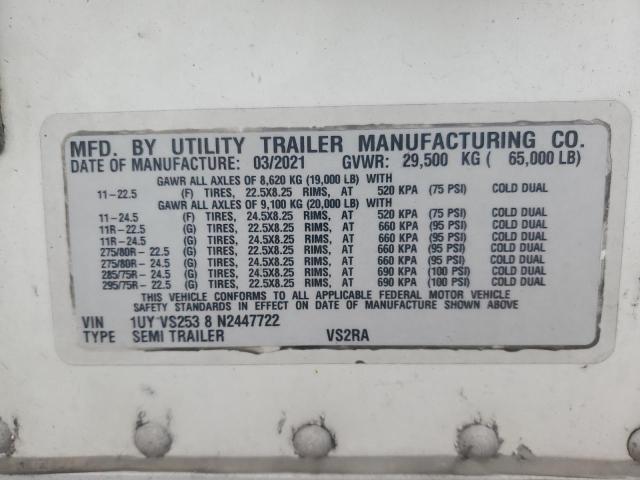 MFD. BY UTILITY TRAILER MANUFACTURING CO.
DATE OF MANUFACTURE: 03/2021 GVWR: 29,500 KG ( 65,000 LB)
GAWR ALL AXLES OF 8,620 KG (19,000 LB) WITH
11-22.5 (F) TIRES, 22.5X8.25 RIMS, AT 520 KPA (75 PSI) COLD DUAL
GAWR ALL AXLES OF 9,100 KG (20,000 LB) WITH
11-24.5 (F) TIRES, 24.5X8.25 RIMS, AT 520 KPA (75 PSI) COLD DUAL
11R-22.5 (G) TIRES, 22.5X8.25 RIMS, AT 660 KPA (95 PSI) COLD DUAL
11R-24.5 (G) TIRES, 24.5X8.25 RIMS, AT 660 KPA (95 PSI) COLD DUAL
275/80R-22.5 (G) TIRES, 22.5X8.25 RIMS, AT 660 KPA (95 PSI) COLD DUAL
275/80R-24.5 (G) TIRES, 24.5X8.25 RIMS, AT 660 KPA (95 PSI) COLD DUAL
285/75R-24.5 (G) TIRES, 24.5X8.25 RIMS, AT 690 KPA (100 PSI) COLD DUAL
295/75R-22.5 (G) TIRES, 22.5X8.25 RIMS, AT 690 KPA (100 PSI) COLD DUAL
THIS VEHICLE CONFORMS TO ALL APPLICABLE FEDERAL MOTOR VEHICLE
SAFETY STANDARDS IN EFFECT ON DATE OF MANUFACTURE SHOWN ABOVE
VIN 1UY VS253 8 N2447722
TYPE SEMI TRAILER VS2RA